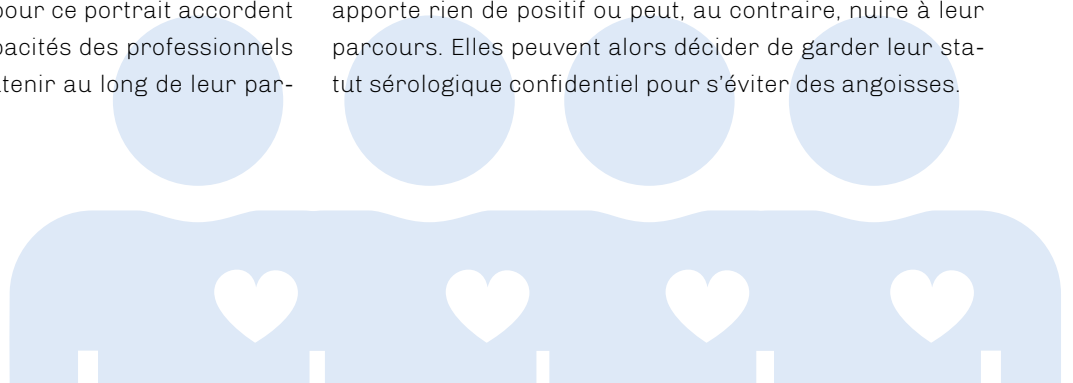 pour ce portrait accordent
pacités des professionnels
tenir au long de leur par-
apporte rien de positif ou peut, au contraire, nuire à leur
parcours. Elles peuvent alors décider de garder leur sta-
tut sérologique confidentiel pour s’éviter des angoisses.